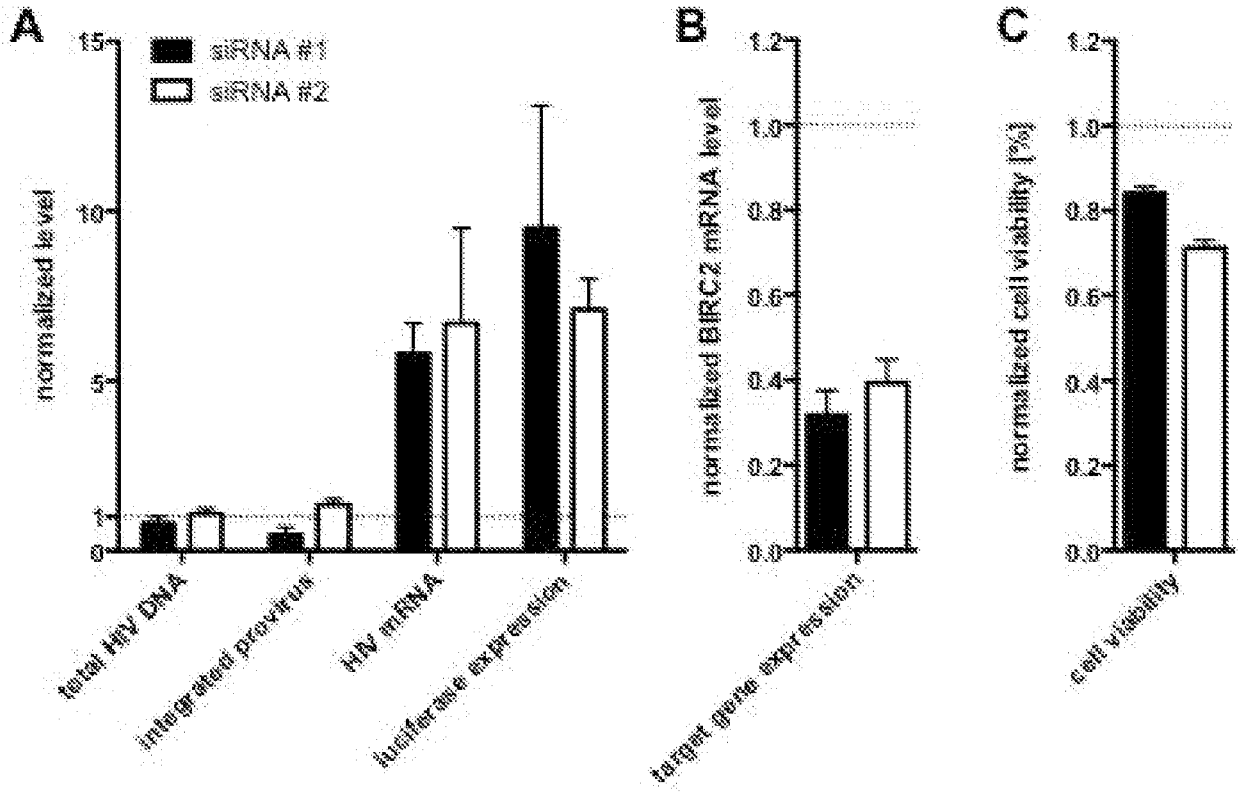 A
siRNA #1
siRNA #2
normalized level
15
10
5
1
0
total HIV DNA
integrated provirus
HIV mRNA
luciferase expression
B
normalized BIRC2 mRNA level
1.2
1.0
0.8
0.6
0.4
0.2
0.0
target gene expression
C
normalized cell viability [%]
1.2
1.0
0.8
0.6
0.4
0.2
0.0
cell viability